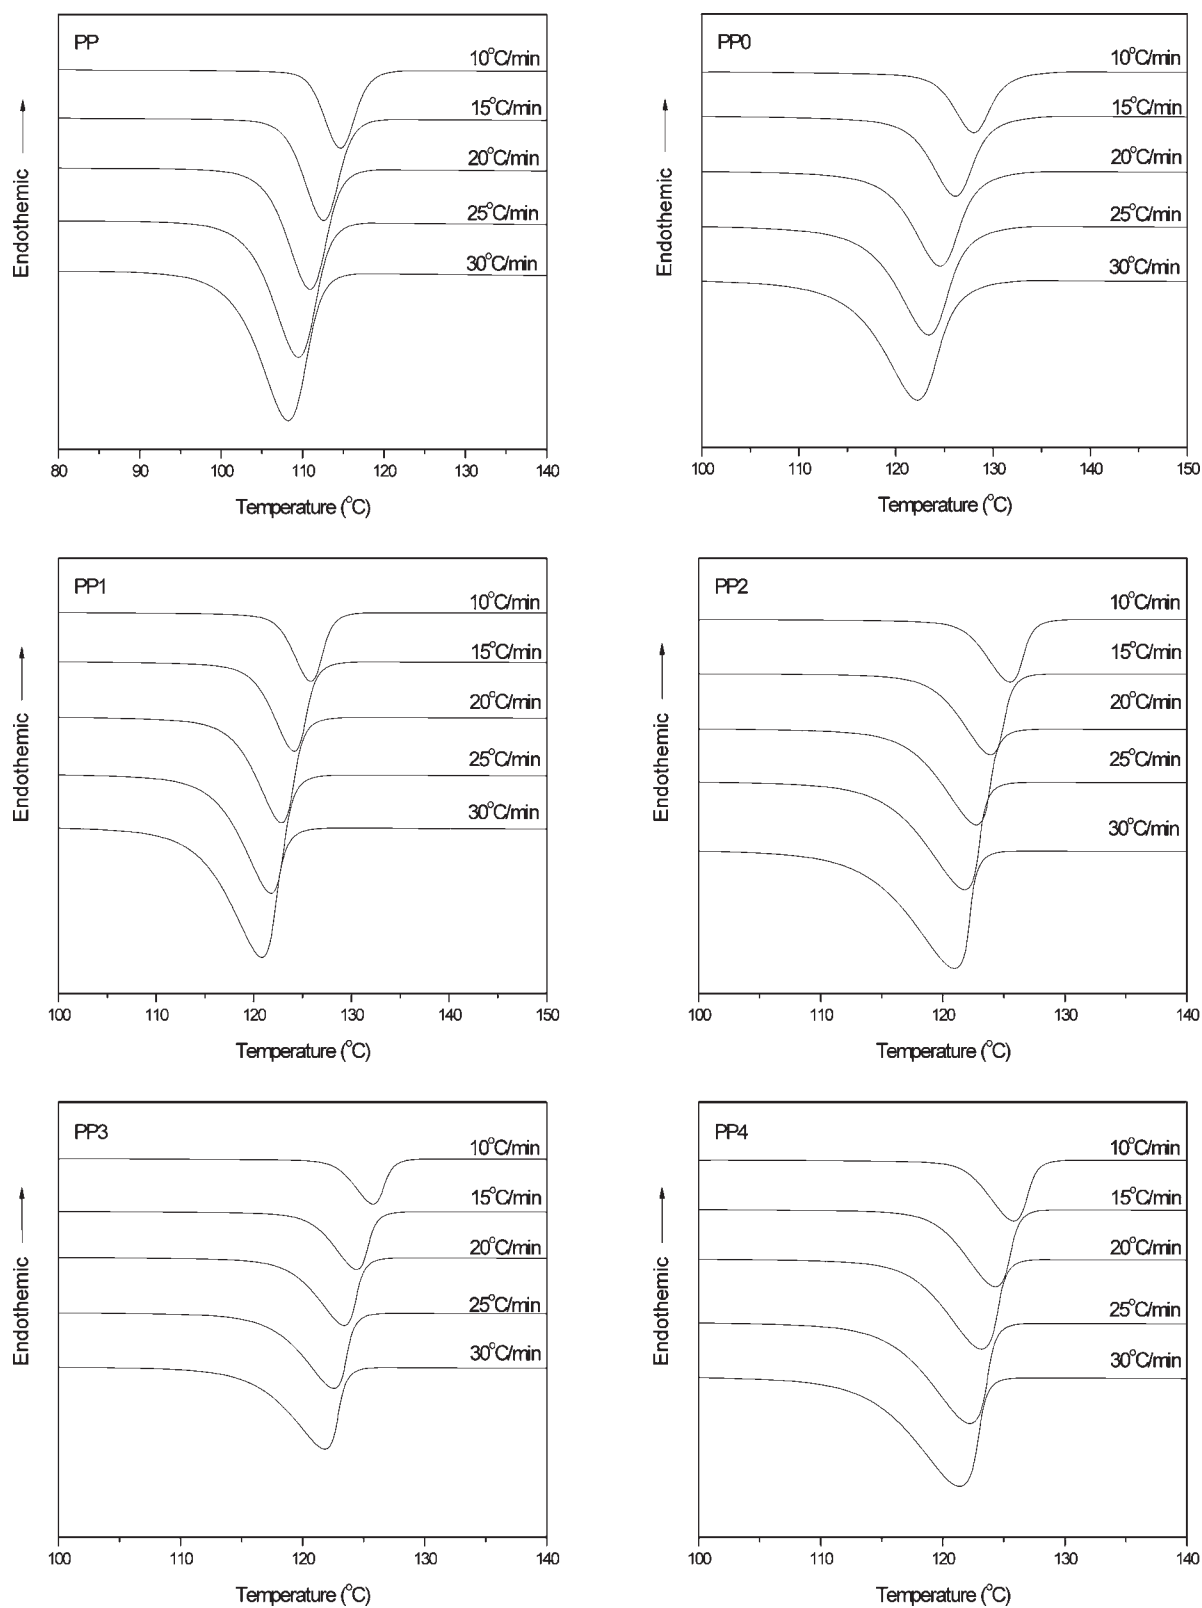 PP
10°C/min
15°C/min
20°C/min
25°C/min
30°C/min
Endothemic
80 90 100 110 120 130 140
Temperature (°C)
PP0
10°C/min
15°C/min
20°C/min
25°C/min
30°C/min
Endothemic
100 110 120 130 140 150
Temperature (°C)
PP1
10°C/min
15°C/min
20°C/min
25°C/min
30°C/min
Endothemic
100 110 120 130 140 150
Temperature (°C)
PP2
10°C/min
15°C/min
20°C/min
25°C/min
30°C/min
Endothemic
100 110 120 130 140
Temperature (°C)
PP3
10°C/min
15°C/min
20°C/min
25°C/min
30°C/min
Endothemic
100 110 120 130 140
Temperature (°C)
PP4
10°C/min
15°C/min
20°C/min
25°C/min
30°C/min
Endothemic
100 110 120 130 140
Temperature (°C)